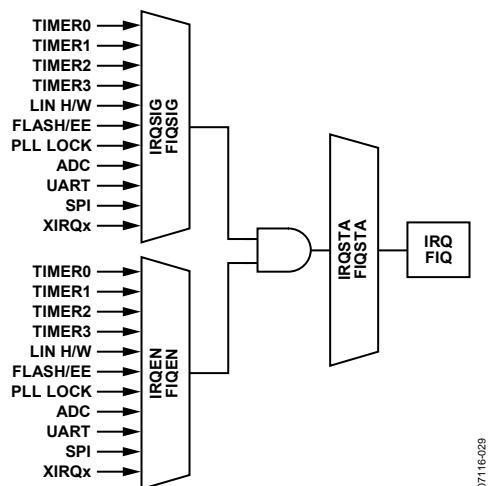 TIMER0
TIMER1
TIMER2
TIMER3
LIN H/W
FLASH/EE
PLL LOCK
ADC
UART
SPI
XIRQx
IRQSIG
FIQSIG
TIMER0
TIMER1
TIMER2
TIMER3
LIN H/W
FLASH/EE
PLL LOCK
ADC
UART
SPI
XIRQx
IRQEN
FIQEN
IRQSTA
FIQSTA
IRQ
FIQ
07116-029